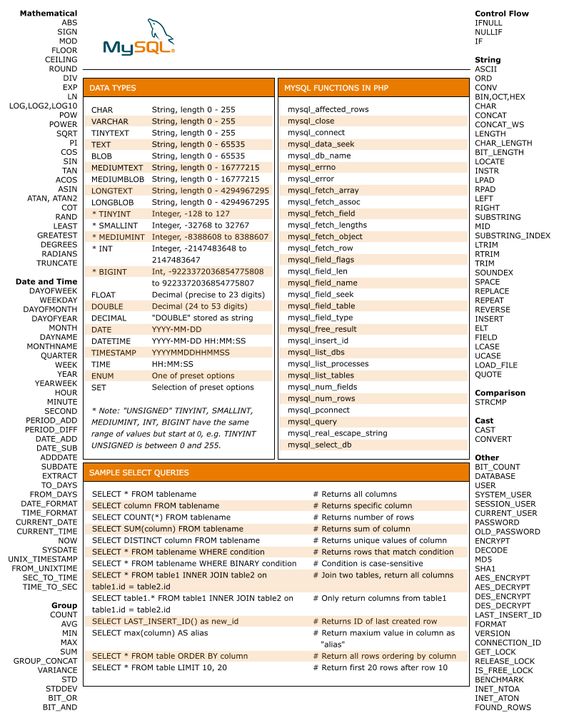 Mathematical
ABS
SIGN
MOD
FLOOR
CEILING
ROUND
DIV
EXP
LN
LOG,LOG2,LOG10
POW
POWER
SQRT
PI
COS
SIN
TAN
ACOS
ASIN
ATAN, ATAN2
COT
RAND
LEAST
GREATEST
DEGREES
RADIANS
TRUNCATE
Date and Time
DAYOFWEEK
WEEKDAY
DAYOFMONTH
DAYOFYEAR
MONTH
DAYNAME
MONTHNAME
QUARTER
WEEK
YEAR
YEARWEEK
HOUR
MINUTE
SECOND
PERIOD_ADD
PERIOD_DIFF
DATE_ADD
DATE_SUB
ADDDATE
SUBDATE
EXTRACT
TO_DAYS
FROM_DAYS
DATE_FORMAT
TIME_FORMAT
CURRENT_DATE
CURRENT_TIME
NOW
SYSDATE
UNIX_TIMESTAMP
FROM_UNIXTIME
SEC_TO_TIME
TIME_TO_SEC
Group
COUNT
AVG
MIN
MAX
SUM
GROUP_CONCAT
VARIANCE
STD
STDDEV
BIT_OR
BIT_AND
MySQL®
DATA TYPES
CHAR String, length 0 - 255
VARCHAR String, length 0 - 255
TINYTEXT String, length 0 - 255
TEXT String, length 0 - 65535
BLOB String, length 0 - 65535
MEDIUMTEXT String, length 0 - 16777215
MEDIUMBLOB String, length 0 - 16777215
LONGTEXT String, length 0 - 4294967295
LONGBLOB String, length 0 - 4294967295
* TINYINT Integer, -128 to 127
* SMALLINT Integer, -32768 to 32767
* MEDIUMINT Integer, -8388608 to 8388607
* INT Integer, -2147483648 to
2147483647
* BIGINT Int, -9223372036854775808
to 9223372036854775807
FLOAT Decimal (precise to 23 digits)
DOUBLE Decimal (24 to 53 digits)
DECIMAL "DOUBLE" stored as string
DATE YYYY-MM-DD
DATETIME YYYY-MM-DD HH:MM:SS
TIMESTAMP YYYYMMDDHHMMSS
TIME HH:MM:SS
ENUM One of preset options
SET Selection of preset options
* Note: "UNSIGNED" TINYINT, SMALLINT,
MEDIUMINT, INT, BIGINT have the same
range of values but start at 0, e.g. TINYINT
UNSIGNED is between 0 and 255.
MYSQL FUNCTIONS IN PHP
mysql_affected_rows
mysql_close
mysql_connect
mysql_data_seek
mysql_db_name
mysql_errno
mysql_error
mysql_fetch_array
mysql_fetch_assoc
mysql_fetch_field
mysql_fetch_lengths
mysql_fetch_object
mysql_fetch_row
mysql_field_flags
mysql_field_len
mysql_field_name
mysql_field_seek
mysql_field_table
mysql_field_type
mysql_free_result
mysql_insert_id
mysql_list_dbs
mysql_list_processes
mysql_list_tables
mysql_num_fields
mysql_num_rows
mysql_pconnect
mysql_query
mysql_real_escape_string
mysql_select_db
SAMPLE SELECT QUERIES
SELECT * FROM tablename # Returns all columns
SELECT column FROM tablename # Returns specific column
SELECT COUNT(*) FROM tablename # Returns number of rows
SELECT SUM(column) FROM tablename # Returns sum of column
SELECT DISTINCT column FROM tablename # Returns unique values of column
SELECT * FROM tablename WHERE condition # Returns rows that match condition
SELECT * FROM tablename WHERE BINARY condition # Condition is case-sensitive
SELECT * FROM table1 INNER JOIN table2 on # Join two tables, return all columns
table1.id = table2.id
SELECT table1.* FROM table1 INNER JOIN table2 on # Only return columns from table1
table1.id = table2.id
SELECT LAST_INSERT_ID() as new_id # Returns ID of last created row
SELECT max(column) AS alias # Return maxium value in column as
"alias"
SELECT * FROM table ORDER BY column # Return all rows ordering by column
SELECT * FROM table LIMIT 10, 20 # Return first 20 rows after row 10
Control Flow
IFNULL
NULLIF
IF
String
ASCII
ORD
CONV
BIN,OCT,HEX
CHAR
CONCAT
CONCAT_WS
LENGTH
CHAR_LENGTH
BIT_LENGTH
LOCATE
INSTR
LPAD
RPAD
LEFT
RIGHT
SUBSTRING
MID
SUBSTRING_INDEX
LTRIM
RTRIM
TRIM
SOUNDEX
SPACE
REPLACE
REPEAT
REVERSE
INSERT
ELT
FIELD
LCASE
UCASE
LOAD_FILE
QUOTE
Comparison
STRCMP
Cast
CAST
CONVERT
Other
BIT_COUNT
DATABASE
USER
SYSTEM_USER
SESSION_USER
CURRENT_USER
PASSWORD
OLD_PASSWORD
ENCRYPT
DECODE
MD5
SHA1
AES_ENCRYPT
AES_DECRYPT
DES_ENCRYPT
DES_DECRYPT
LAST_INSERT_ID
FORMAT
VERSION
CONNECTION_ID
GET_LOCK
RELEASE_LOCK
IS_FREE_LOCK
BENCHMARK
INET_NTOA
INET_ATON
FOUND_ROWS